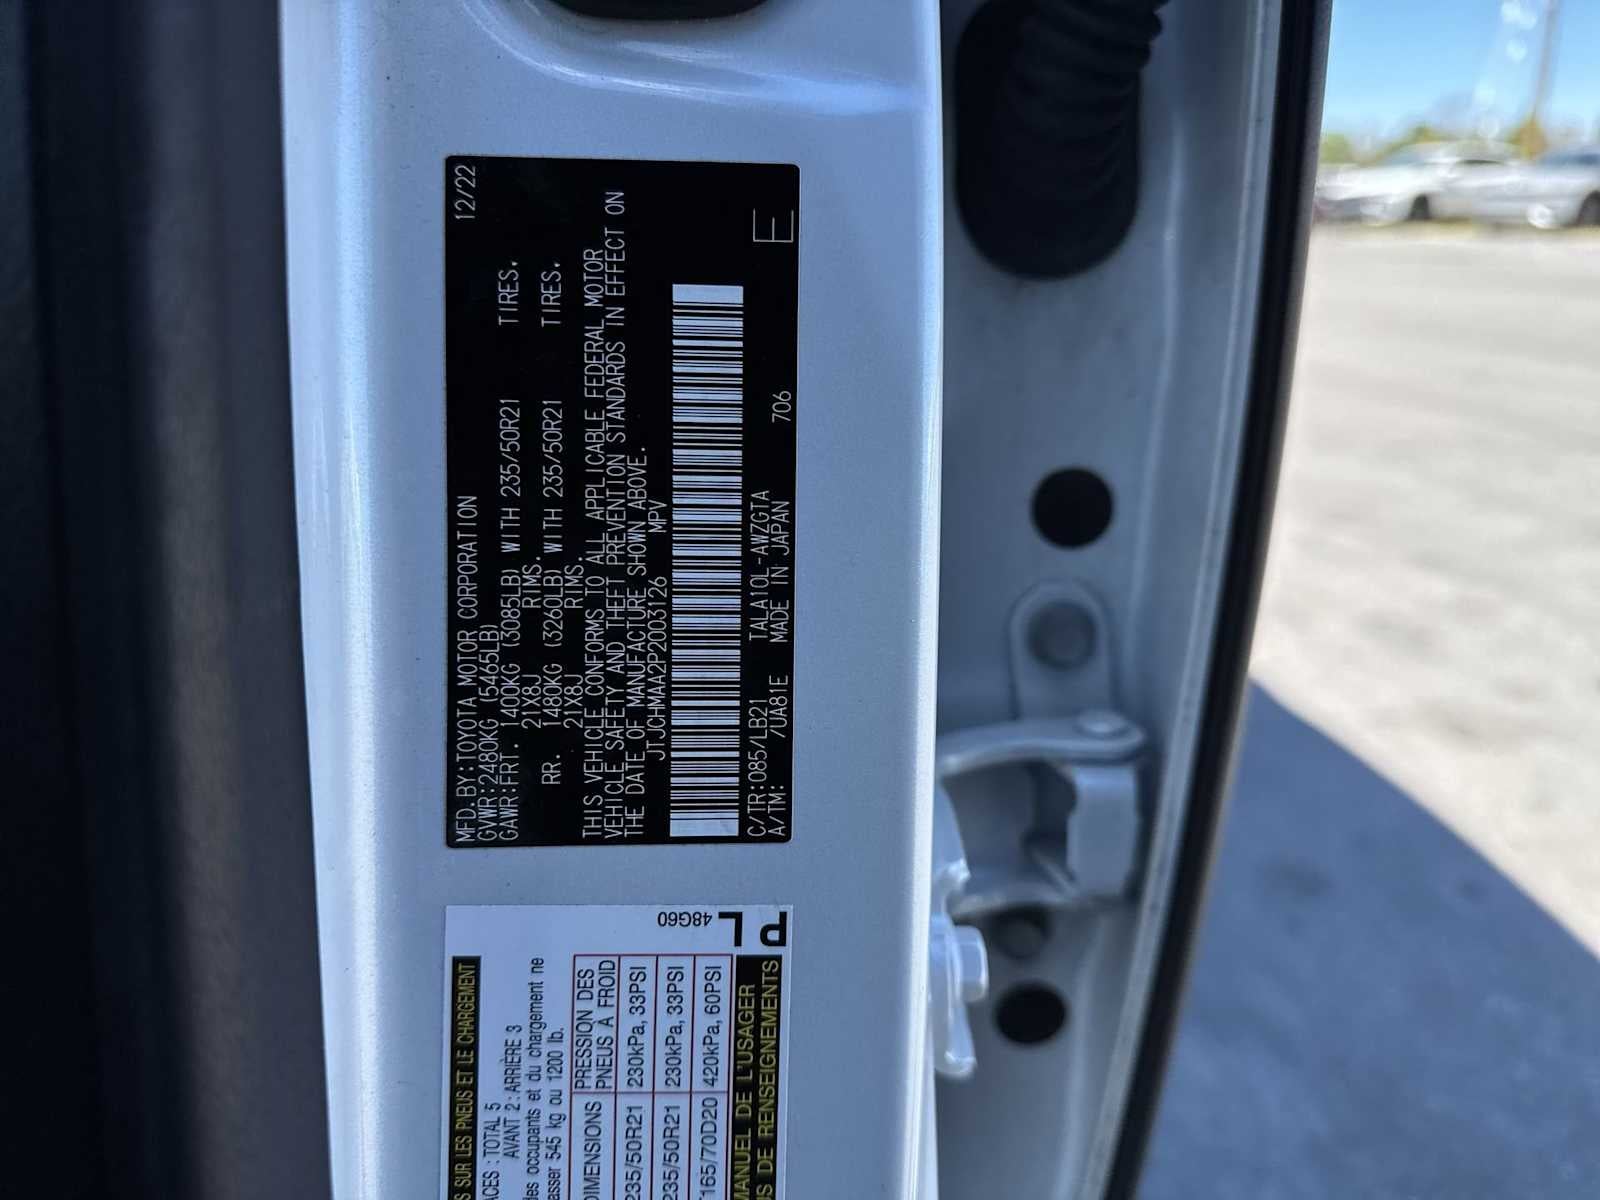 MFD.BY:TOYOTA MOTOR CORPORATION 12/22
GVWR:2480KG (5465LB)
GAWR:FRT. 1400KG (3085LB) WITH 235/50R21 TIRES.
21X8J RIMS.
RR. 1480KG (3260LB) WITH 235/50R21 TIRES.
21X8J RIMS.
THIS VEHICLE CONFORMS TO ALL APPLICABLE FEDERAL MOTOR
VEHICLE SAFETY AND THEFT PREVENTION STANDARDS IN EFFECT ON
THE DATE OF MANUFACTURE SHOWN ABOVE.
JTJCHMAA2P2003126 MPV
C/TR:085/LB21 TALA10L-AWZGTA
A/TM: /UA81E MADE IN JAPAN 706
E
PL
48G60
S SUR LES PNEUS ET LE CHARGEMENT
ACES : TOTAL 5
AVANT 2 : ARRIÈRE 3
des occupants et du chargement ne
asser 545 kg ou 1200 lb.
DIMENSIONS PRESSION DES PNEUS À FROID
235/50R21 230kPa, 33PSI
235/50R21 230kPa, 33PSI
T165/70D20 420kPa, 60PSI
MANUEL DE L'USAGER
US DE RENSEIGNEMENTS